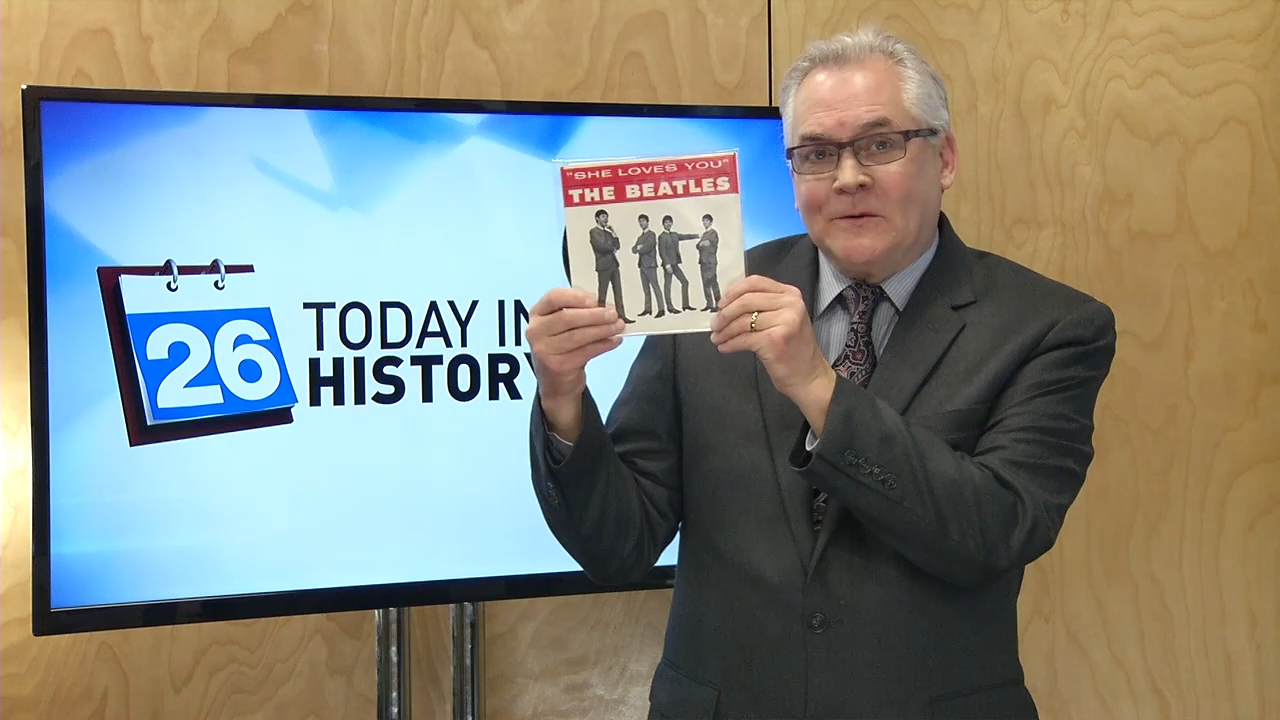 26
TODAY IN
HISTORY
"SHE LOVES YOU"
THE BEATLES